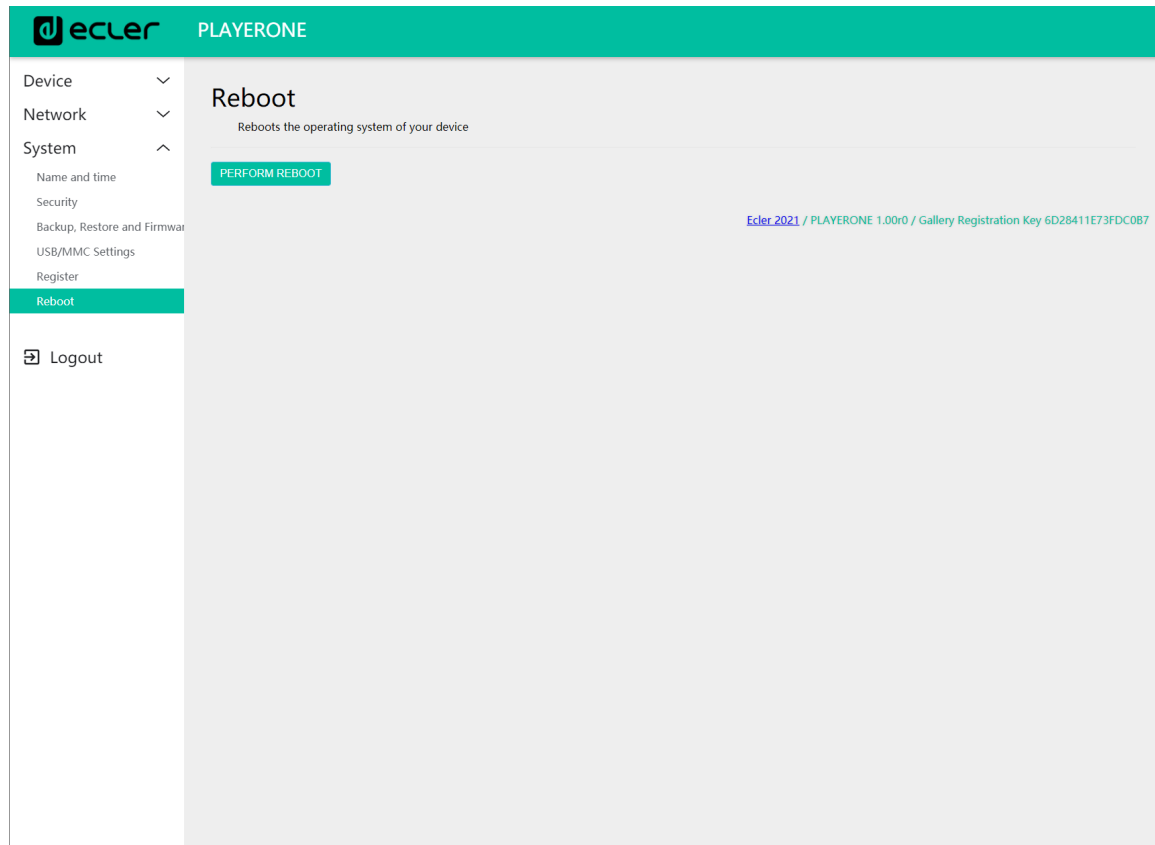 ecler
PLAYERONE
Device
Network
System
Name and time
Security
Backup, Restore and Firmwar
USB/MMC Settings
Register
Reboot
Logout
Reboot
Reboots the operating system of your device
PERFORM REBOOT
Ecler 2021 / PLAYERONE 1.00r0 / Gallery Registration Key 6D28411E73FDC0B7